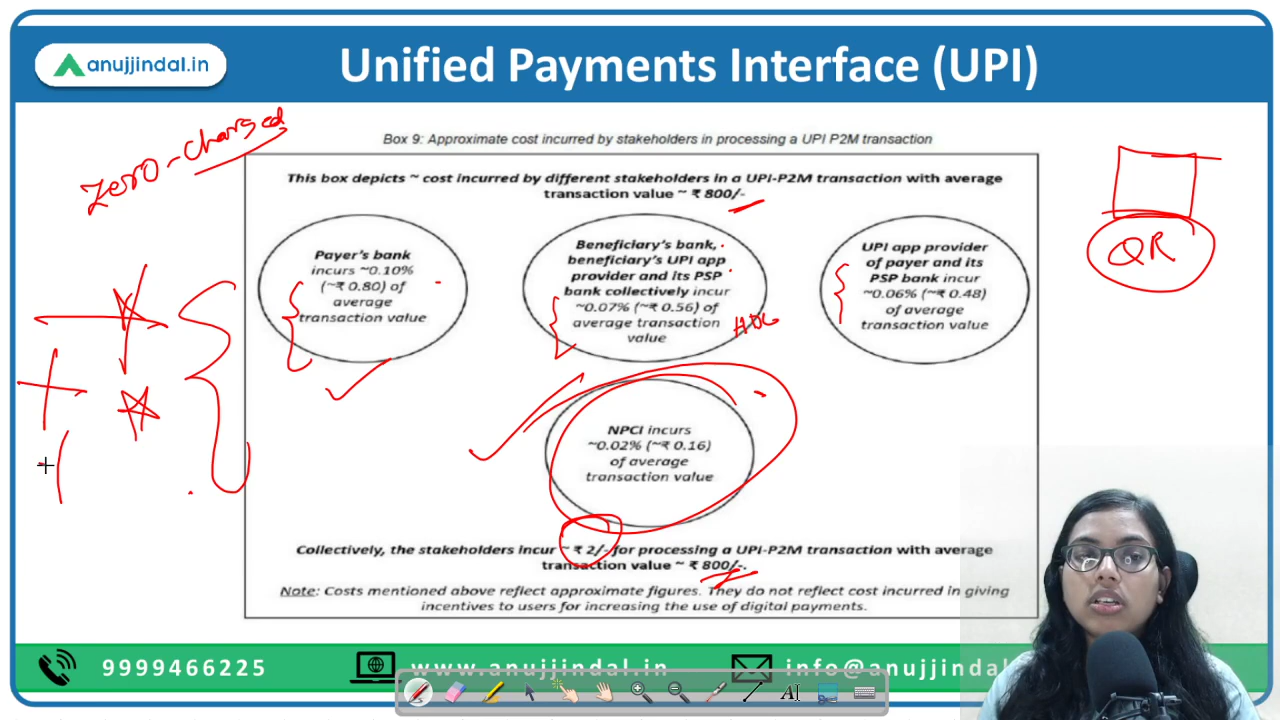 anujjindal.in
Unified Payments Interface (UPI)
zero-charged
Box 9: Approximate cost incurred by stakeholders in processing a UPI P2M transaction
This box depicts ~ cost incurred by different stakeholders in a UPI-P2M transaction with average
transaction value ~ ₹ 800/-
Payer's bank
incurs ~0.10%
(~₹ 0.80) of
average
transaction value
Beneficiary's bank,
beneficiary's UPI app
provider and its PSP
bank collectively incur
~0.07% (~₹ 0.56) of
average transaction
value
UPI app provider
of payer and its
PSP bank incur
~0.06% (~₹ 0.48)
of average
transaction value
QR
NPCI incurs
~0.02% (~₹ 0.16)
of average
transaction value
Collectively, the stakeholders incur ~ ₹ 2/- for processing a UPI-P2M transaction with average
transaction value ~ ₹ 800/-.
Note: Costs mentioned above reflect approximate figures. They do not reflect cost incurred in giving
incentives to users for increasing the use of digital payments.
9999466225
www.anujjindal.in
info@anujjindal